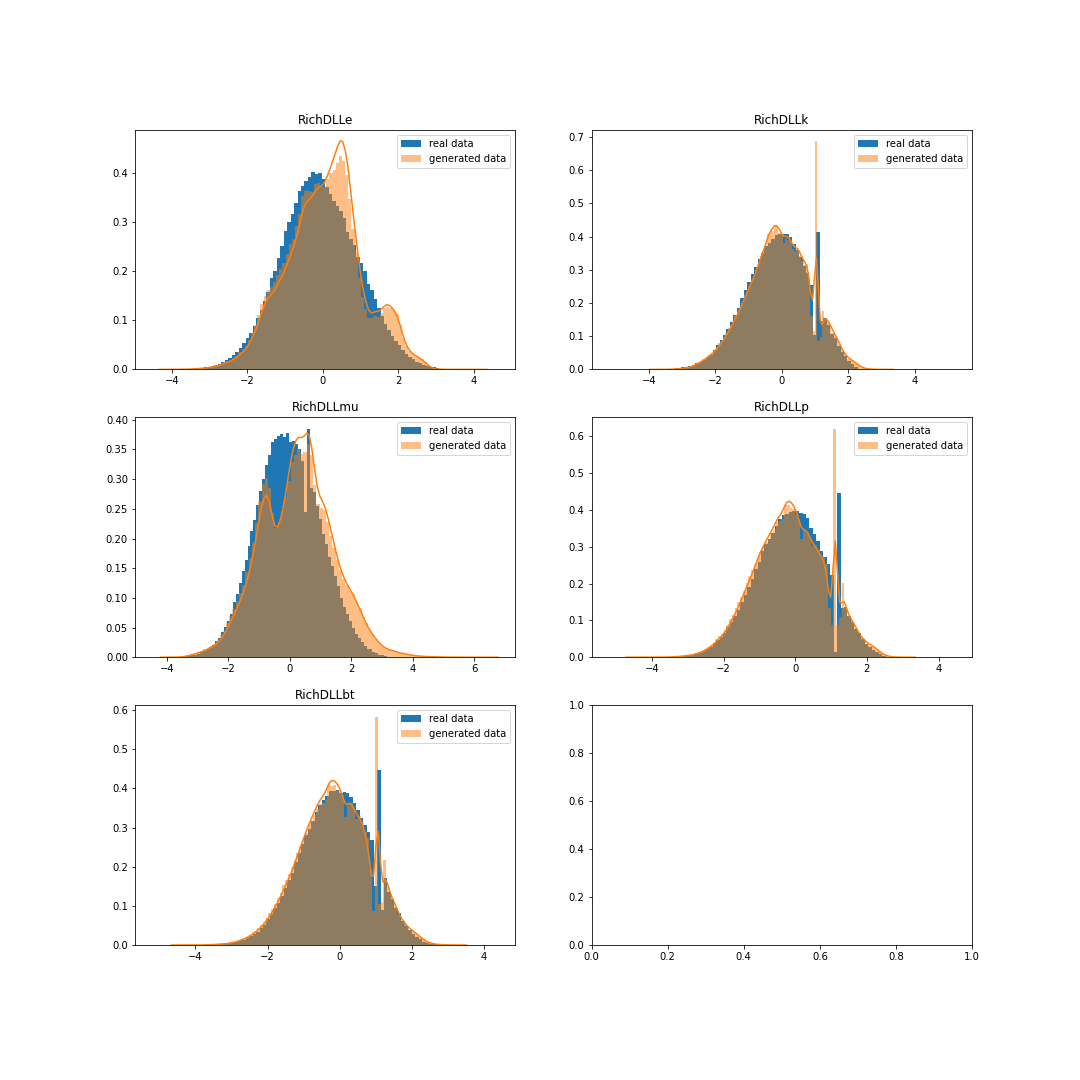 RichDLLe
real data
generated data
0.4
0.3
0.2
0.1
0.0
−4 −2 0 2 4
RichDLLk
real data
generated data
0.7
0.6
0.5
0.4
0.3
0.2
0.1
0.0
−4 −2 0 2 4
RichDLLmu
real data
generated data
0.40
0.35
0.30
0.25
0.20
0.15
0.10
0.05
0.00
−4 −2 0 2 4 6
RichDLLp
real data
generated data
0.6
0.5
0.4
0.3
0.2
0.1
0.0
−4 −2 0 2 4
RichDLLbt
real data
generated data
0.6
0.5
0.4
0.3
0.2
0.1
0.0
−4 −2 0 2 4
1.0
0.8
0.6
0.4
0.2
0.0
0.0 0.2 0.4 0.6 0.8 1.0